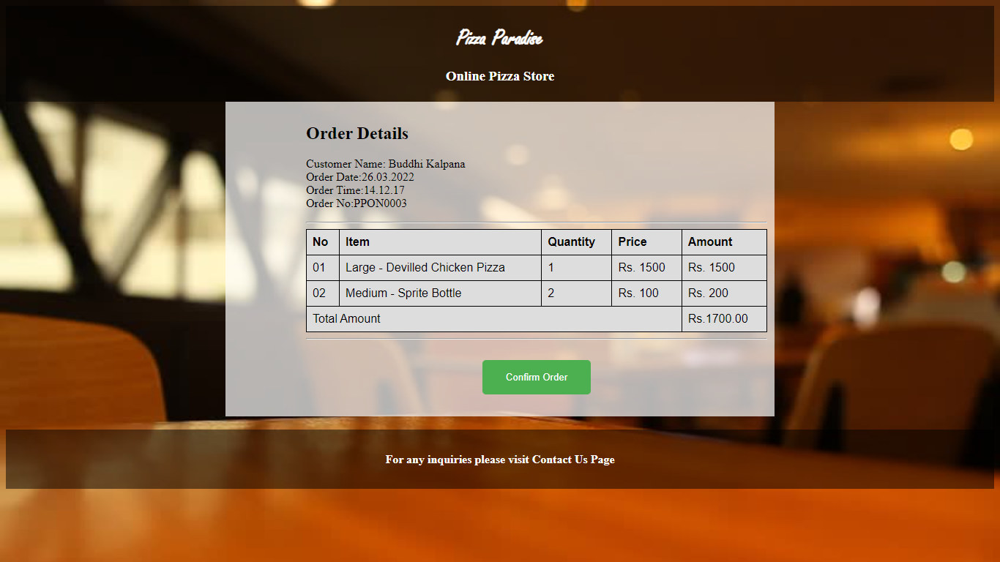 Pizza Paradise
Online Pizza Store
Order Details
Customer Name: Buddhi Kalpana
Order Date:26.03.2022
Order Time:14.12.17
Order No:PPON0003
No Item Quantity Price Amount
01 Large - Devilled Chicken Pizza 1 Rs. 1500 Rs. 1500
02 Medium - Sprite Bottle 2 Rs. 100 Rs. 200
Total Amount Rs.1700.00
Confirm Order
For any inquiries please visit Contact Us Page